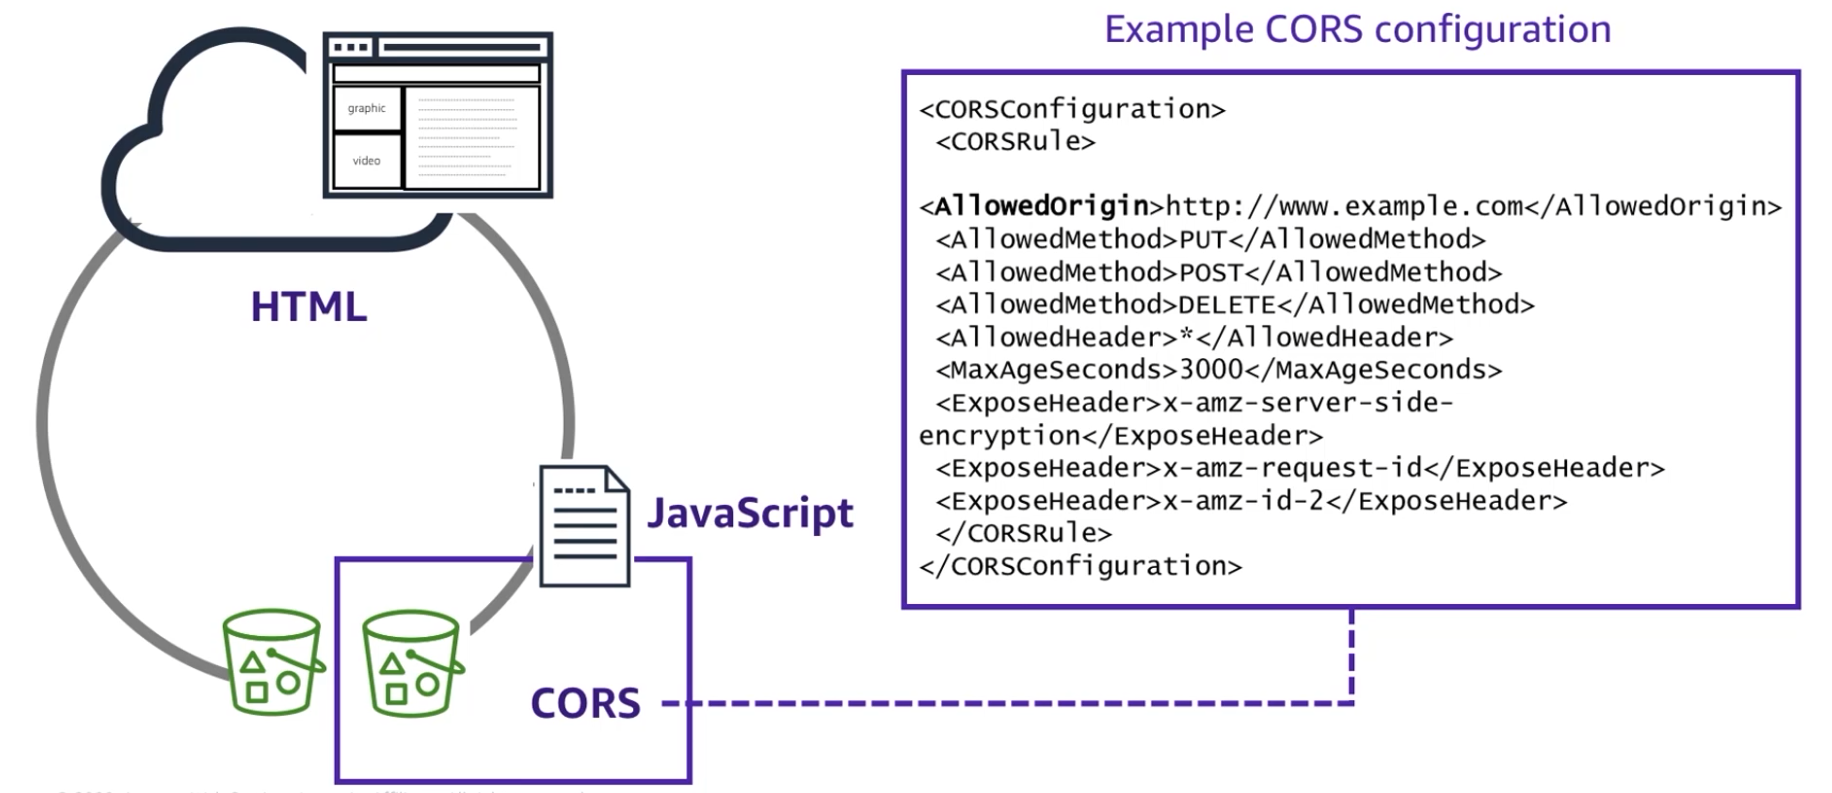 Example CORS configuration
graphic
video
HTML
JavaScript
CORS
<CORSConfiguration>
<CORSRule>
<AllowedOrigin>http://www.example.com</AllowedOrigin>
<AllowedMethod>PUT</AllowedMethod>
<AllowedMethod>POST</AllowedMethod>
<AllowedMethod>DELETE</AllowedMethod>
<AllowedHeader>*</AllowedHeader>
<MaxAgeSeconds>3000</MaxAgeSeconds>
<ExposeHeader>x-amz-server-side-
encryption</ExposeHeader>
<ExposeHeader>x-amz-request-id</ExposeHeader>
<ExposeHeader>x-amz-id-2</ExposeHeader>
</CORSRule>
</CORSConfiguration>